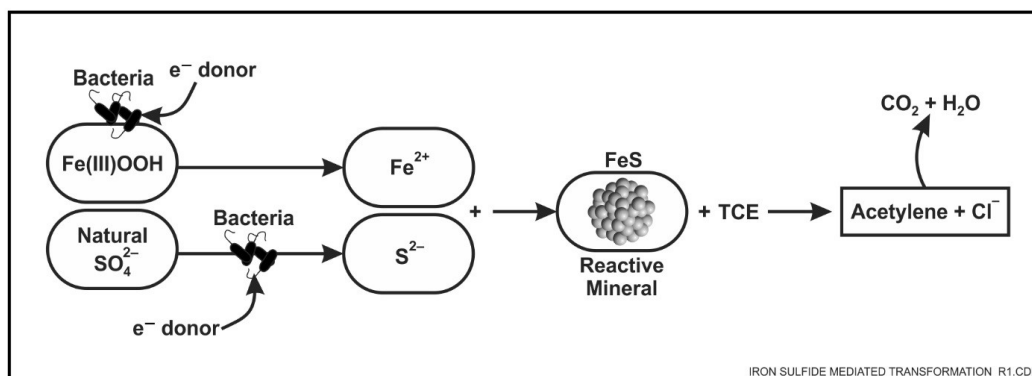 Bacteria
e⁻ donor
Fe(III)OOH
Fe²⁺
Natural
SO₄²⁻
Bacteria
e⁻ donor
S²⁻
+
FeS
Reactive
Mineral
+ TCE
CO₂ + H₂O
Acetylene + Cl⁻
IRON SULFIDE MEDIATED TRANSFORMATION R1.CD